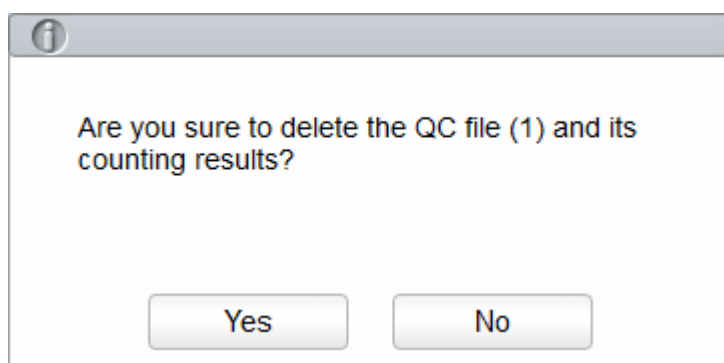 Are you sure to delete the QC file (1) and its
counting results?
Yes
No